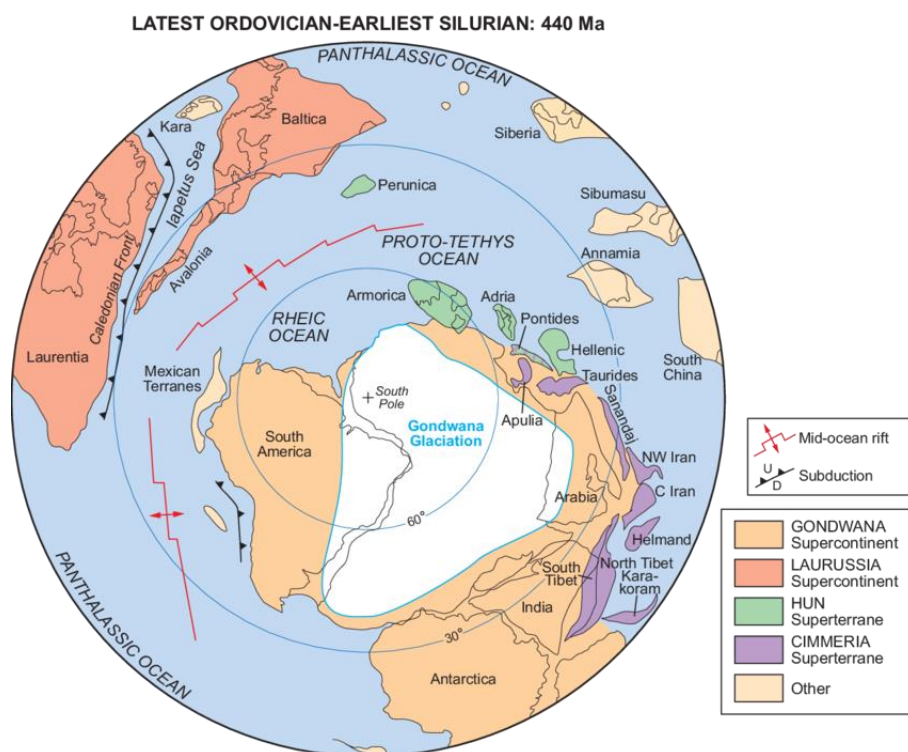 LATEST ORDOVICIAN-EARLIEST SILURIAN: 440 Ma
PANTHALASSIC OCEAN
Kara
Baltica
Siberia
Iapetus Sea
Perunica
Sibumasu
Caledonian Front
Avalonia
PROTO-TETHYS
OCEAN
Annamia
Armorica
Adria
RHEIC
OCEAN
Pontides
Hellenic
Laurentia
Mexican
Terranes
South
China
Taurides
South
Pole
Apulia
Sanandaj
Gondwana
Glaciation
South
America
NW Iran
Arabia
C Iran
60°
Helmand
South
Tibet
North Tibet
Kara-
koram
India
30°
PANTHALASSIC OCEAN
Antarctica
Mid-ocean rift
U
D
Subduction
GONDWANA
Supercontinent
LAURUSSIA
Supercontinent
HUN
Superterrane
CIMMERIA
Superterrane
Other